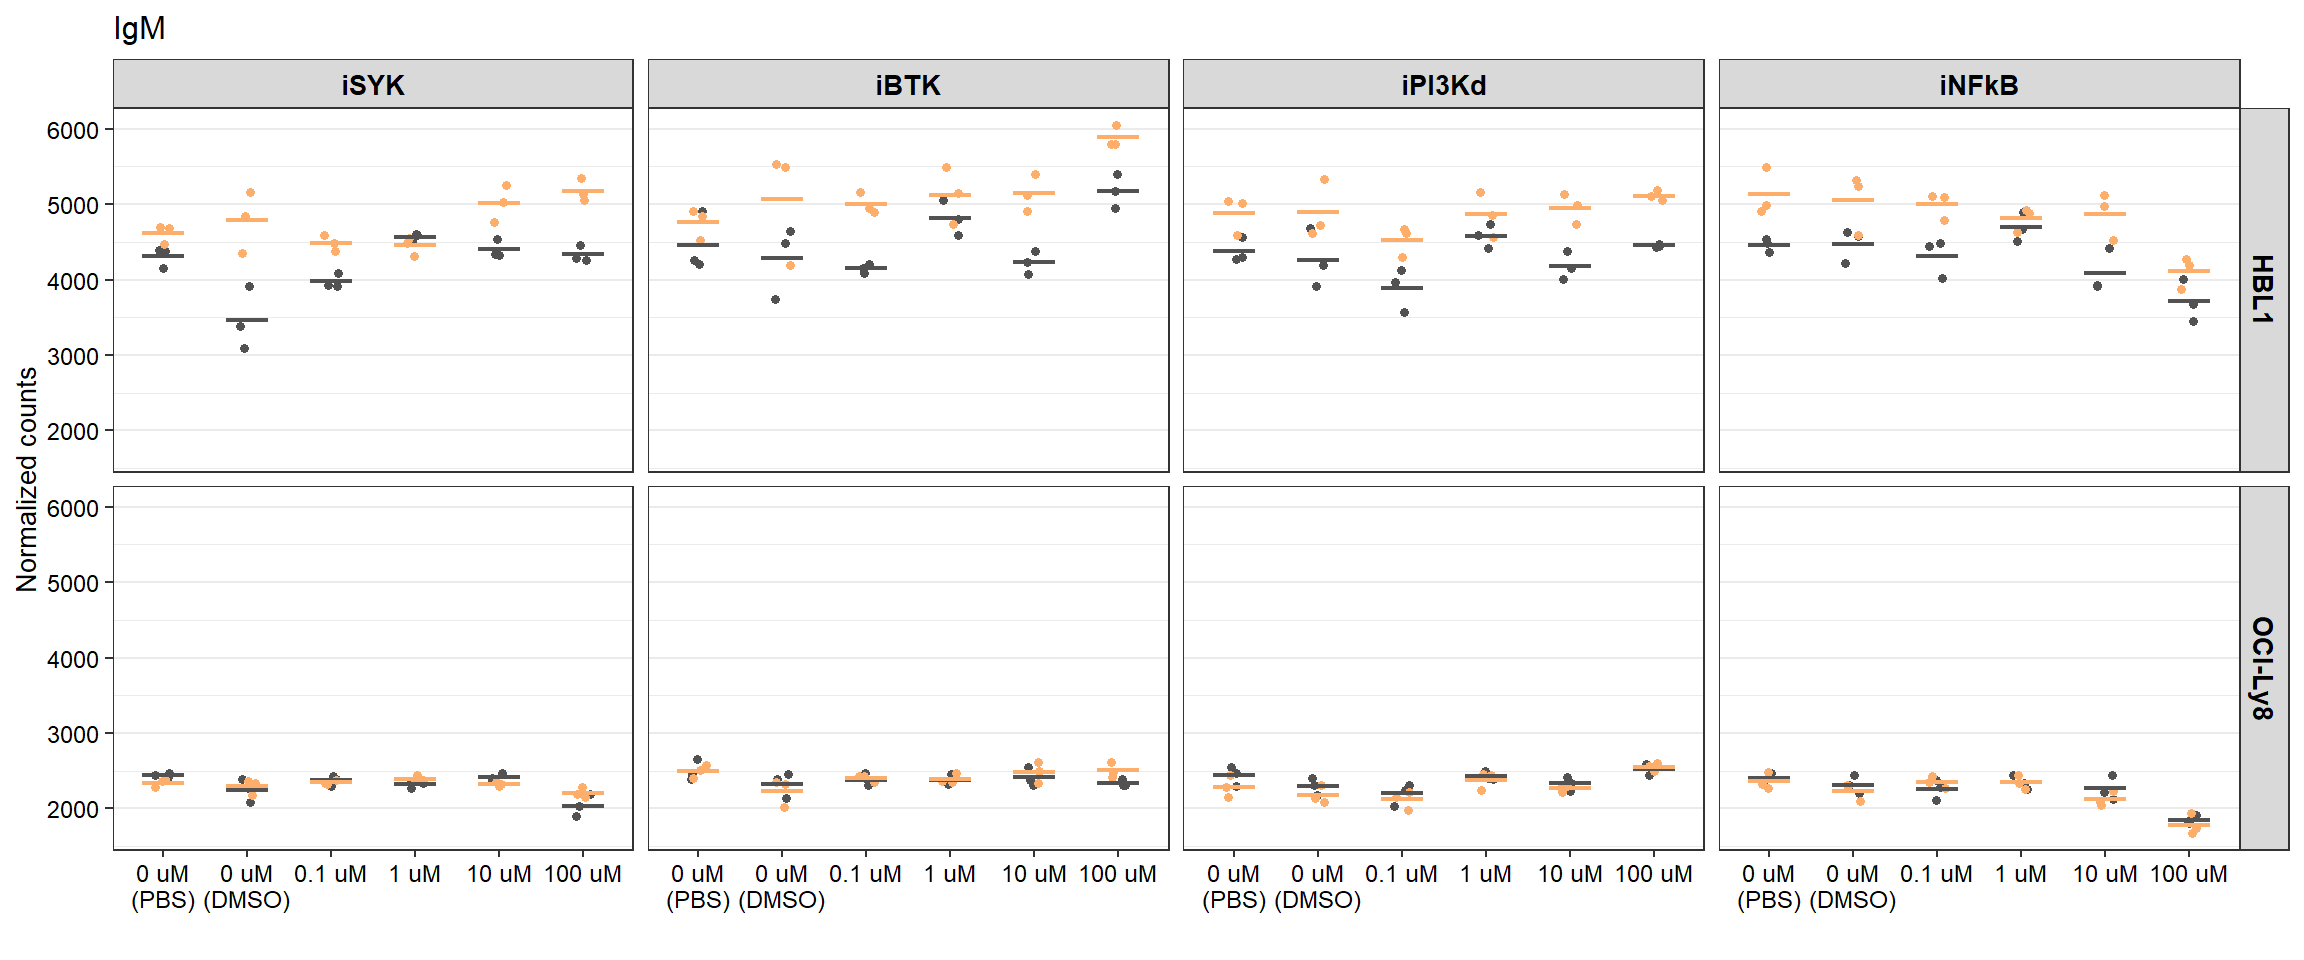 IgM
iSYK iBTK iPI3Kd iNFkB
6000
5000
4000
3000
2000
HBL1
Normalized counts
6000
5000
4000
3000
2000
OCI-Ly8
0 uM 0 uM 0.1 uM 1 uM 10 uM 100 uM 0 uM 0 uM 0.1 uM 1 uM 10 uM 100 uM 0 uM 0 uM 0.1 uM 1 uM 10 uM 100 uM 0 uM 0 uM 0.1 uM 1 uM 10 uM 100 uM
(PBS) (DMSO) (PBS) (DMSO) (PBS) (DMSO) (PBS) (DMSO)